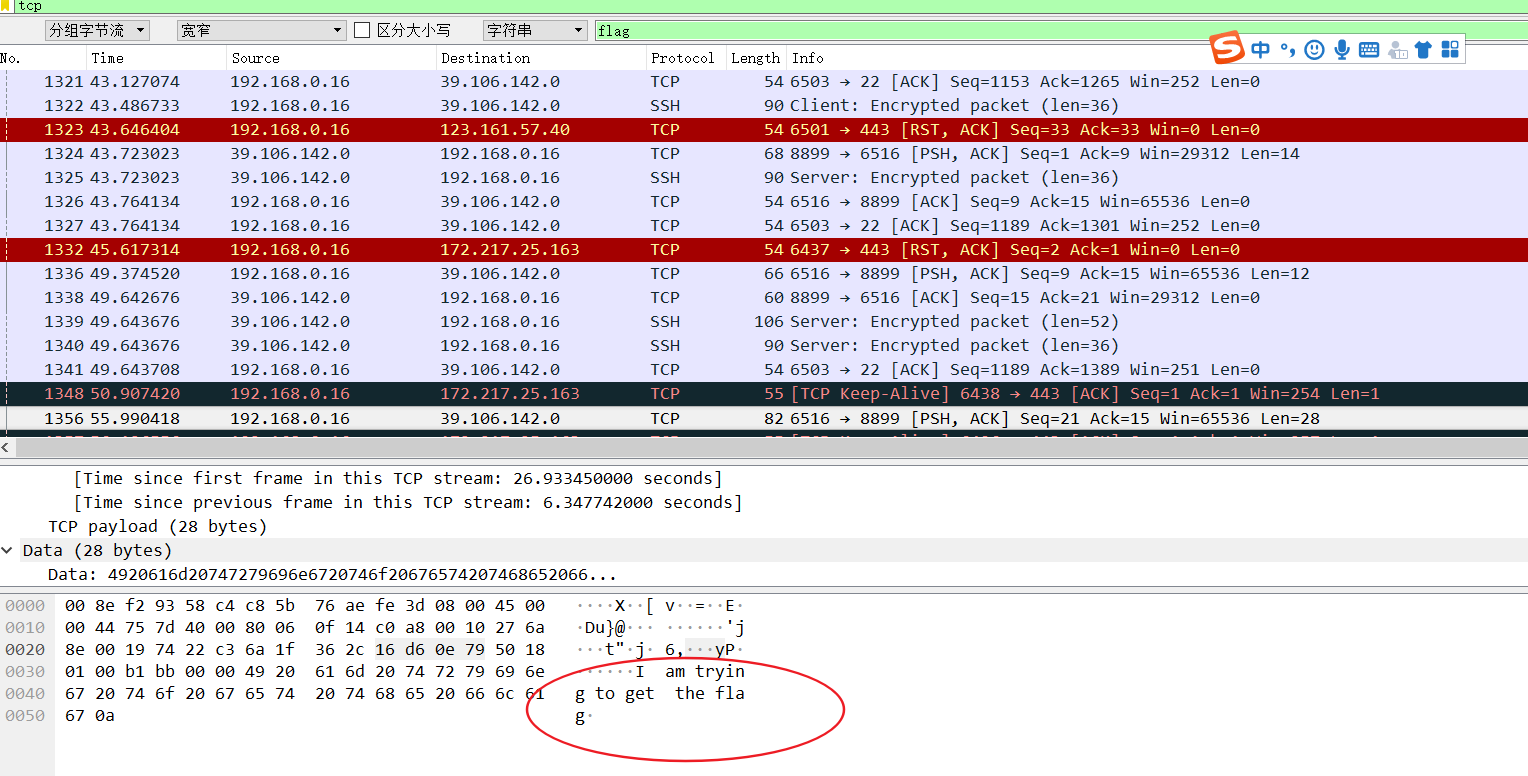 tcp
分组字节流 宽窄 区分大小写 字符串 flag
中
No. Time Source Destination Protocol Length Info
1321 43.127074 192.168.0.16 39.106.142.0 TCP 54 6503 → 22 [ACK] Seq=1153 Ack=1265 Win=252 Len=0
1322 43.486733 192.168.0.16 39.106.142.0 SSH 90 Client: Encrypted packet (len=36)
1323 43.646404 192.168.0.16 123.161.57.40 TCP 54 6501 → 443 [RST, ACK] Seq=33 Ack=33 Win=0 Len=0
1324 43.723023 39.106.142.0 192.168.0.16 TCP 68 8899 → 6516 [PSH, ACK] Seq=1 Ack=9 Win=29312 Len=14
1325 43.723023 39.106.142.0 192.168.0.16 SSH 90 Server: Encrypted packet (len=36)
1326 43.764134 192.168.0.16 39.106.142.0 TCP 54 6516 → 8899 [ACK] Seq=9 Ack=15 Win=65536 Len=0
1327 43.764134 192.168.0.16 39.106.142.0 TCP 54 6503 → 22 [ACK] Seq=1189 Ack=1301 Win=252 Len=0
1332 45.617314 192.168.0.16 172.217.25.163 TCP 54 6437 → 443 [RST, ACK] Seq=2 Ack=1 Win=0 Len=0
1336 49.374520 192.168.0.16 39.106.142.0 TCP 66 6516 → 8899 [PSH, ACK] Seq=9 Ack=15 Win=65536 Len=12
1338 49.642676 39.106.142.0 192.168.0.16 TCP 60 8899 → 6516 [ACK] Seq=15 Ack=21 Win=29312 Len=0
1339 49.643676 39.106.142.0 192.168.0.16 SSH 106 Server: Encrypted packet (len=52)
1340 49.643676 39.106.142.0 192.168.0.16 SSH 90 Server: Encrypted packet (len=36)
1341 49.643708 192.168.0.16 39.106.142.0 TCP 54 6503 → 22 [ACK] Seq=1189 Ack=1389 Win=251 Len=0
1348 50.907420 192.168.0.16 172.217.25.163 TCP 55 [TCP Keep-Alive] 6438 → 443 [ACK] Seq=1 Ack=1 Win=254 Len=1
1356 55.990418 192.168.0.16 39.106.142.0 TCP 82 6516 → 8899 [PSH, ACK] Seq=21 Ack=15 Win=65536 Len=28
[Time since first frame in this TCP stream: 26.933450000 seconds]
[Time since previous frame in this TCP stream: 6.347742000 seconds]
TCP payload (28 bytes)
Data (28 bytes)
Data: 4920616d20747279696e6720746f20676574207468652066...
0000 00 8e f2 93 58 c4 c8 5b 76 ae fe 3d 08 00 45 00 ····X··[ v··=··E·
0010 00 44 75 7d 40 00 80 06 0f 14 c0 a8 00 10 27 6a ·Du}@··· ······'j
0020 8e 00 19 74 22 c3 6a 1f 36 2c 16 d6 0e 79 50 18 ···t"·j· 6,···yP·
0030 01 00 b1 bb 00 00 49 20 61 6d 20 74 72 79 69 6e ······I am tryin
0040 67 20 74 6f 20 67 65 74 20 74 68 65 20 66 6c 61 g to get the fla
0050 67 0a g·